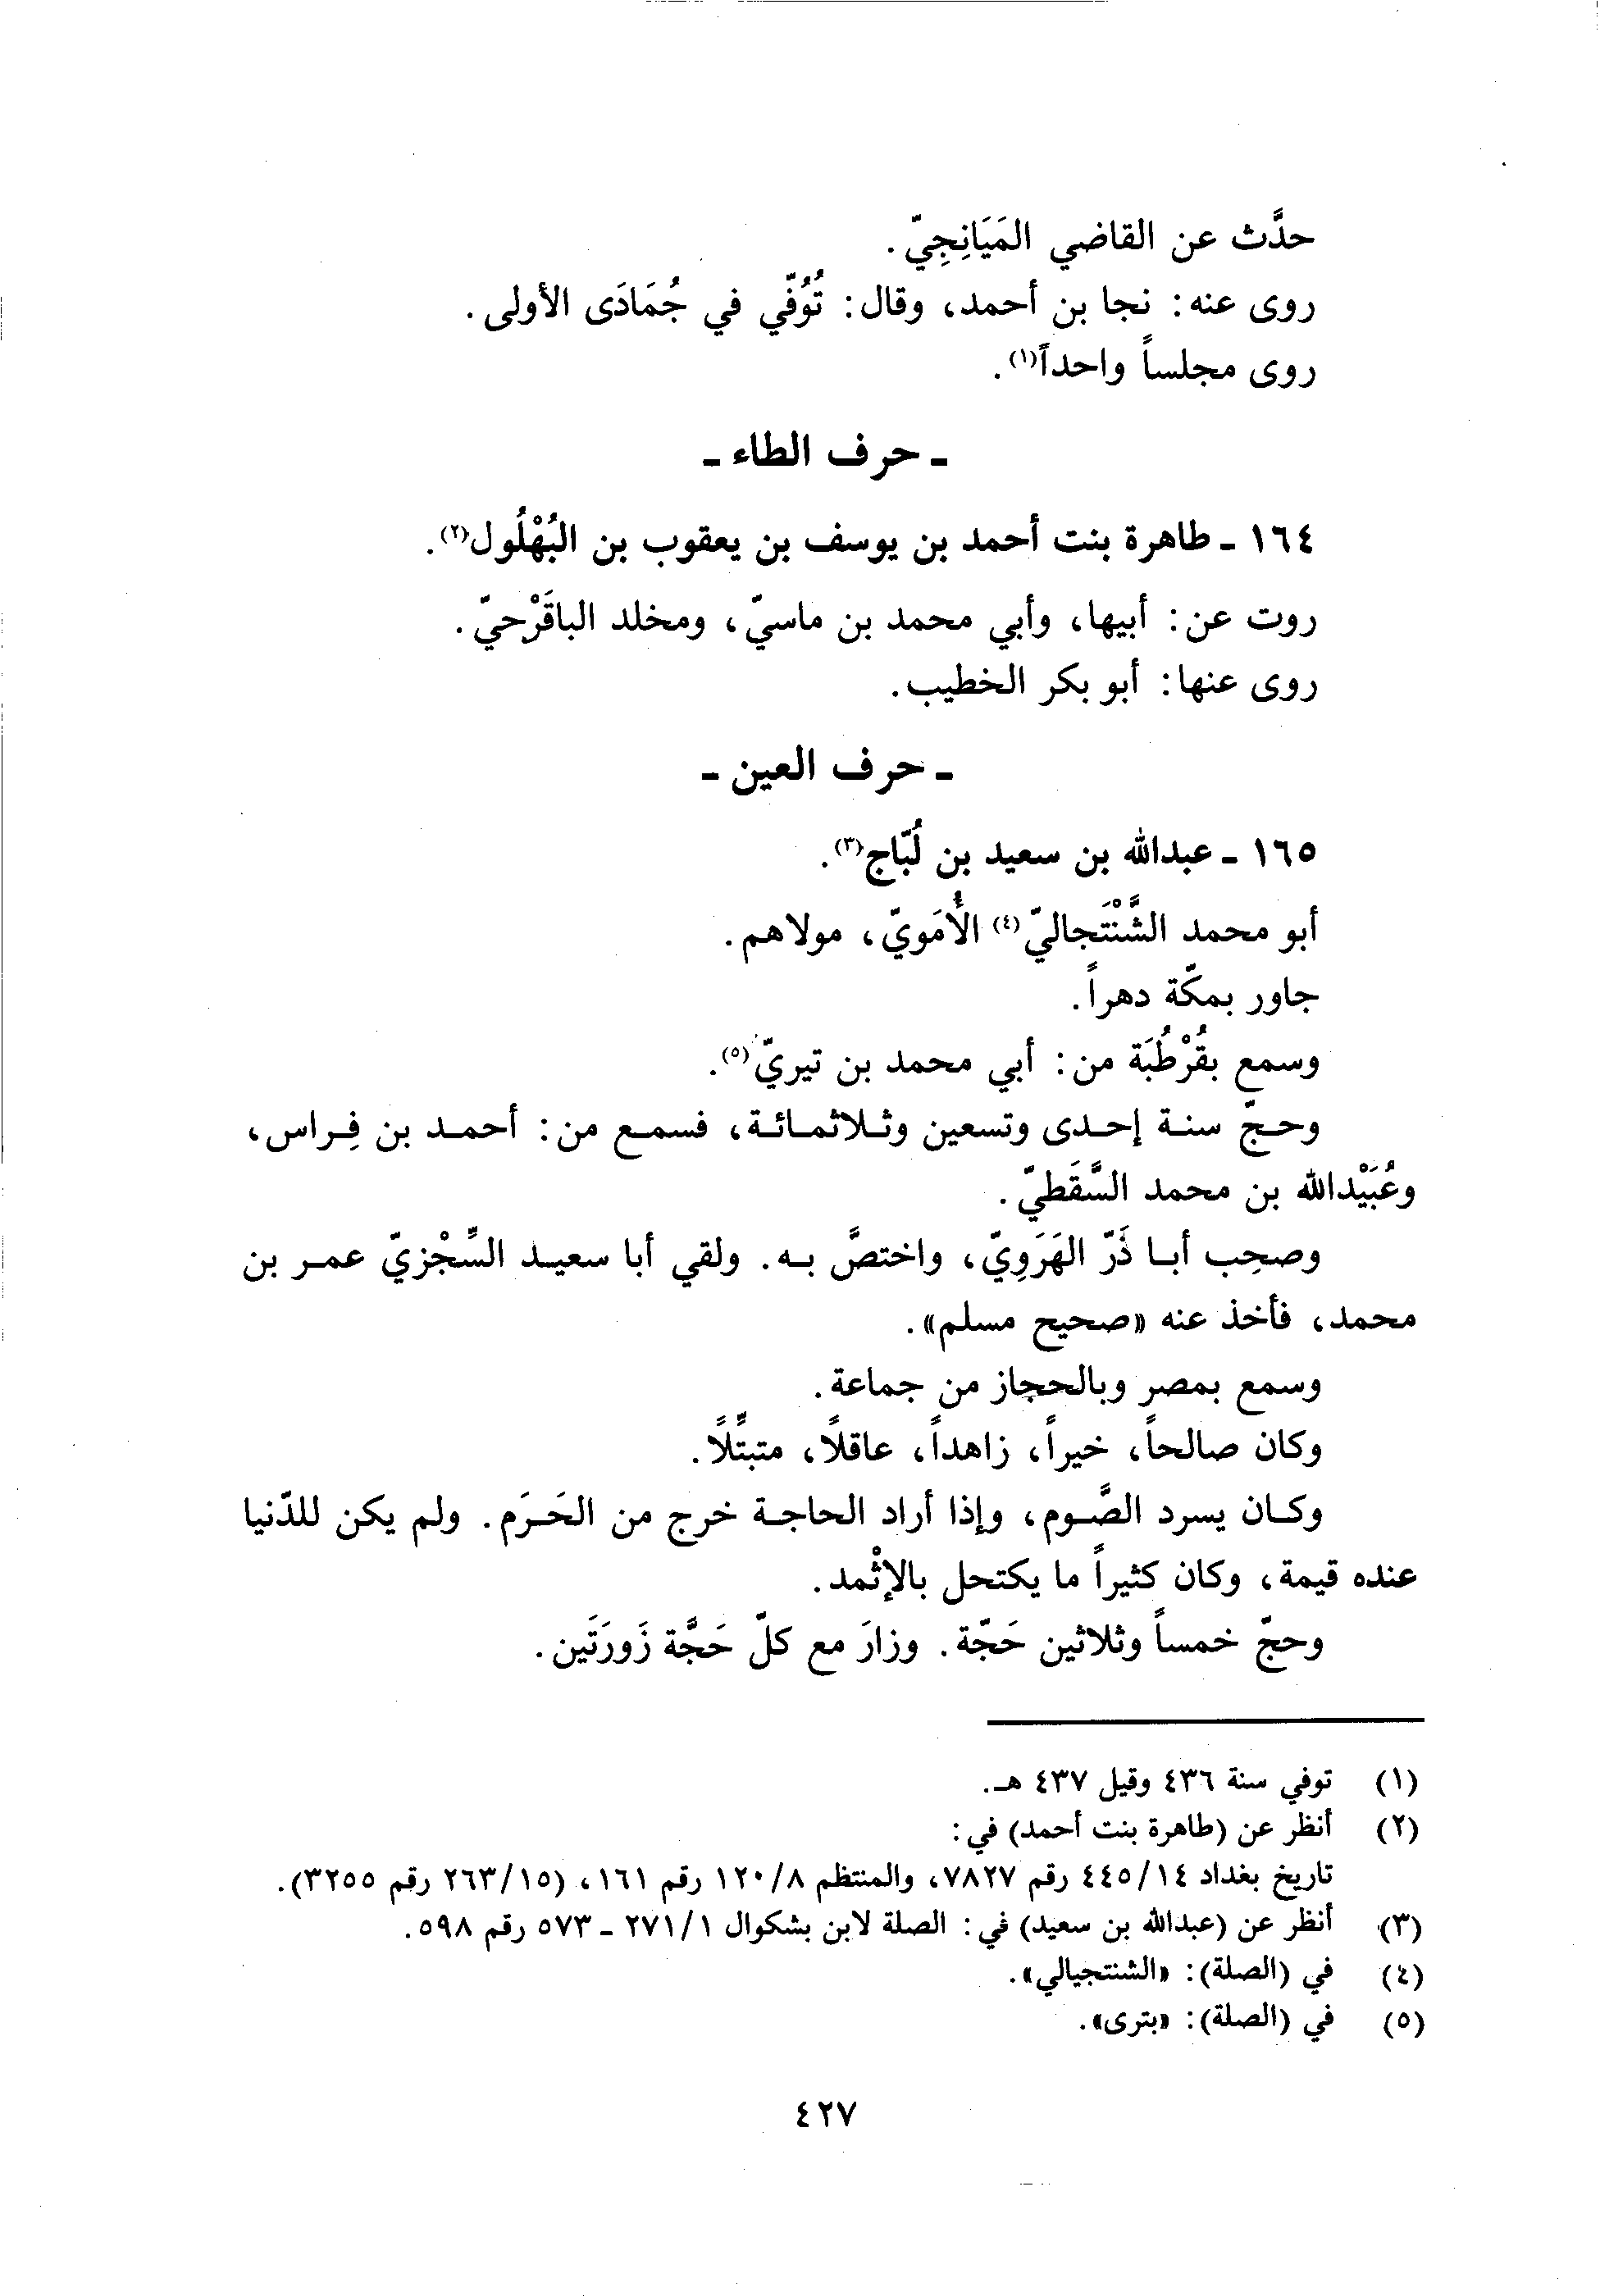 حدَّث عن القاضي المَيَانِجِيّ.
روى عنه: نجا بن أحمد، وقال: تُوُفّي في جُمَادَى الأولى.
روى مجلساً واحداً(١).
ـ حرف الطاء ـ
١٦٤ ـ طاهرة بنت أحمد بن يوسف بن يعقوب بن البُهْلُول(٢).
روت عن: أبيها، وأبي محمد بن ماسيّ، ومخلد الباقَرْحيّ.
روى عنها: أبو بكر الخطيب.
ـ حرف العين ـ
١٦٥ ـ عبدالله بن سعيد بن لُبّاج(٣).
أبو محمد الشَّنْتَجاليّ(٤) الأُمَويّ، مولاهم.
جاور بمكّة دهراً.
وسمع بقُرْطُبَة من: أبي محمد بن تيريّ(٥).
وحجّ سنة إحدى وتسعين وثلاثمائة، فسمع من: أحمد بن فِراس،
وعُبَيْدالله بن محمد السَّقَطيّ.
وصحِب أبا ذَرّ الهَرَوِيّ، واختصَّ به. ولقي أبا سعيد السِّجْزيّ عمر بن
محمد، فأخذ عنه «صحيح مسلم».
وسمع بمصر وبالحجاز من جماعة.
وكان صالحاً، خيراً، زاهداً، عاقلاً، متبتّلاً.
وكان يسرد الصَّوم، وإذا أراد الحاجة خرج من الحَرَم. ولم يكن للدّنيا
عنده قيمة، وكان كثيراً ما يكتحل بالإثْمد.
وحجّ خمساً وثلاثين حَجّة. وزارَ مع كلّ حَجَّة زَورَتَين.
(١) توفي سنة ٤٣٦ وقيل ٤٣٧ هـ.
(٢) أنظر عن (طاهرة بنت أحمد) في:
تاريخ بغداد ٤٤٥/١٤ رقم ٧٨٢٧، والمنتظم ١٢٠/٨ رقم ١٦١، (٢٦٣/١٥ رقم ٣٢٥٥).
(٣) أنظر عن (عبدالله بن سعيد) في: الصلة لابن بشكوال ٢٧١/١ ـ ٥٧٣ رقم ٥٩٨.
(٤) في (الصلة): «الشنتجيالي».
(٥) في (الصلة): «بترى».
٤٢٧